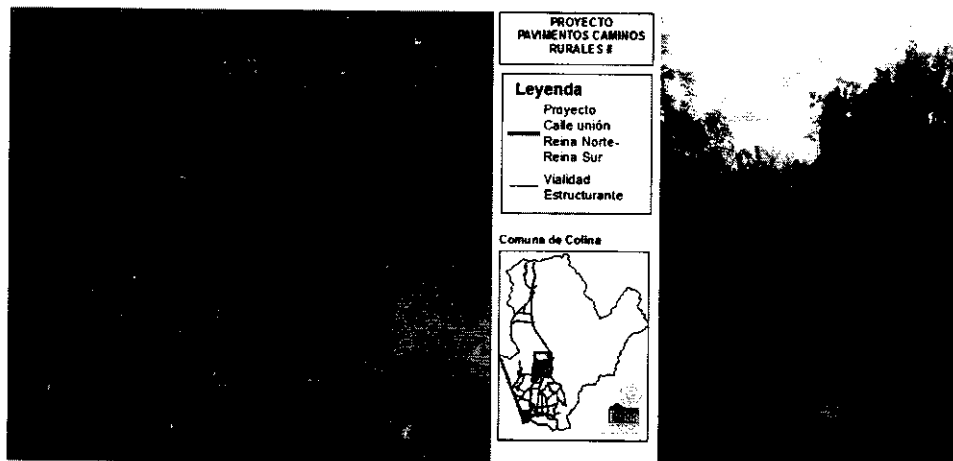 PROYECTO
PAVIMENTOS CAMINOS
RURALES #
Leyenda
Proyecto
Calle unión
Reina Norte-
Reina Sur
Vialidad
Estructurante
Comuna de Colina